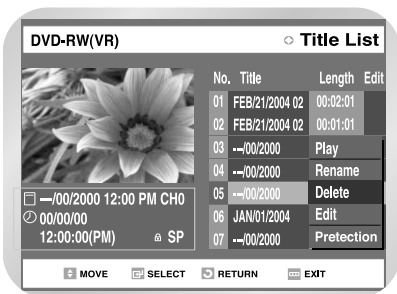 DVD-RW(VR) Title List
No. Title Length Edit
01 FEB/21/2004 02 00:02:01
02 FEB/21/2004 02 00:01:01
03 --/00/2000 Play
04 --/00/2000 Rename
05 --/00/2000 Delete
06 JAN/01/2004 Edit
07 --/00/2000 Pretection
--/00/2000 12:00 PM CH0
00/00/00
12:00:00(PM) SP
MOVE SELECT RETURN EXIT